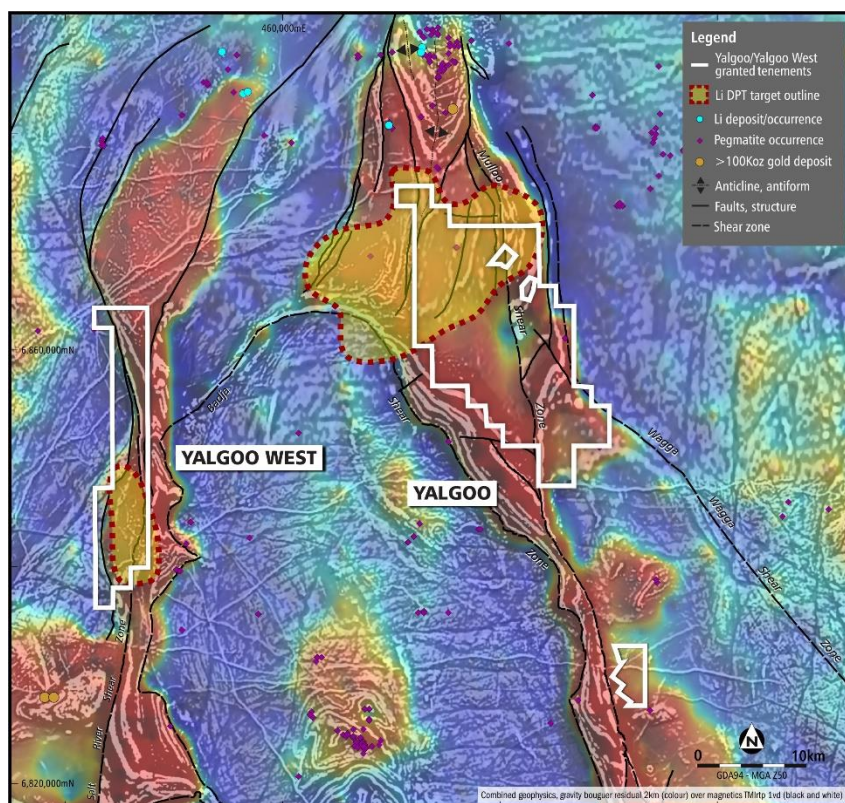 460,000mE
Legend
Yalgoo/Yalgoo West
granted tenements
Li DPT target outline
Li deposit/occurrence
Pegmatite occurrence
>100Koz gold deposit
Anticline, antiform
Faults, structure
Shear zone
Mulloo
Shear
Zone
6,860,000mN
Badja
Shear
Zone
YALGOO WEST
YALGOO
Wagga
Wagga
Shear
Zone
Salt
River
Shear
Zone
6,820,000mN
N
0 10km
GDA94 - MGA Z50
Combined geophysics, gravity bouguer residual 2km (colour) over magnetics TMIrtp 1vd (black and white)